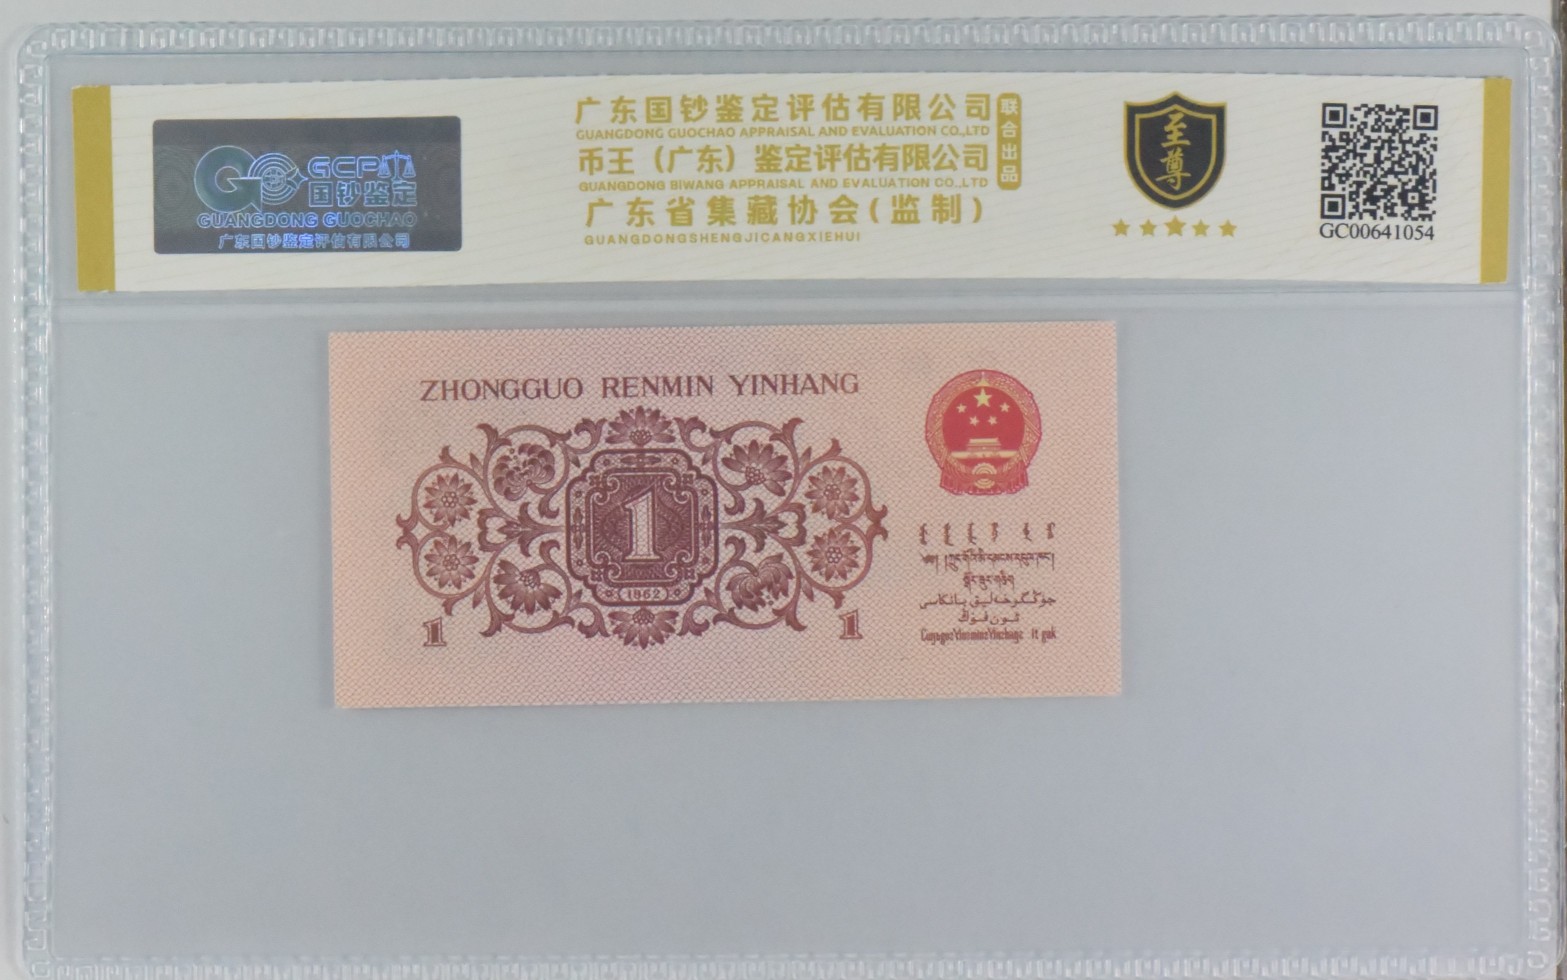 GCP
国钞鉴定
GUANGDONG GUOCHAO
广东国钞鉴定评估有限公司
广东国钞鉴定评估有限公司
GUANGDONG GUOCHAO APPRAISAL AND EVALUATION CO.,LTD
币王（广东）鉴定评估有限公司
GUANGDONG BIWANG APPRAISAL AND EVALUATION CO.,LTD
广东省集藏协会(监制)
GUANGDONGSHENGJICANGXIEHUI
联合出品
至尊
GC00641054
ZHONGGUO RENMIN YINHANG
1
1962
1
1
جۇڭگوخەلىق بانكاسى